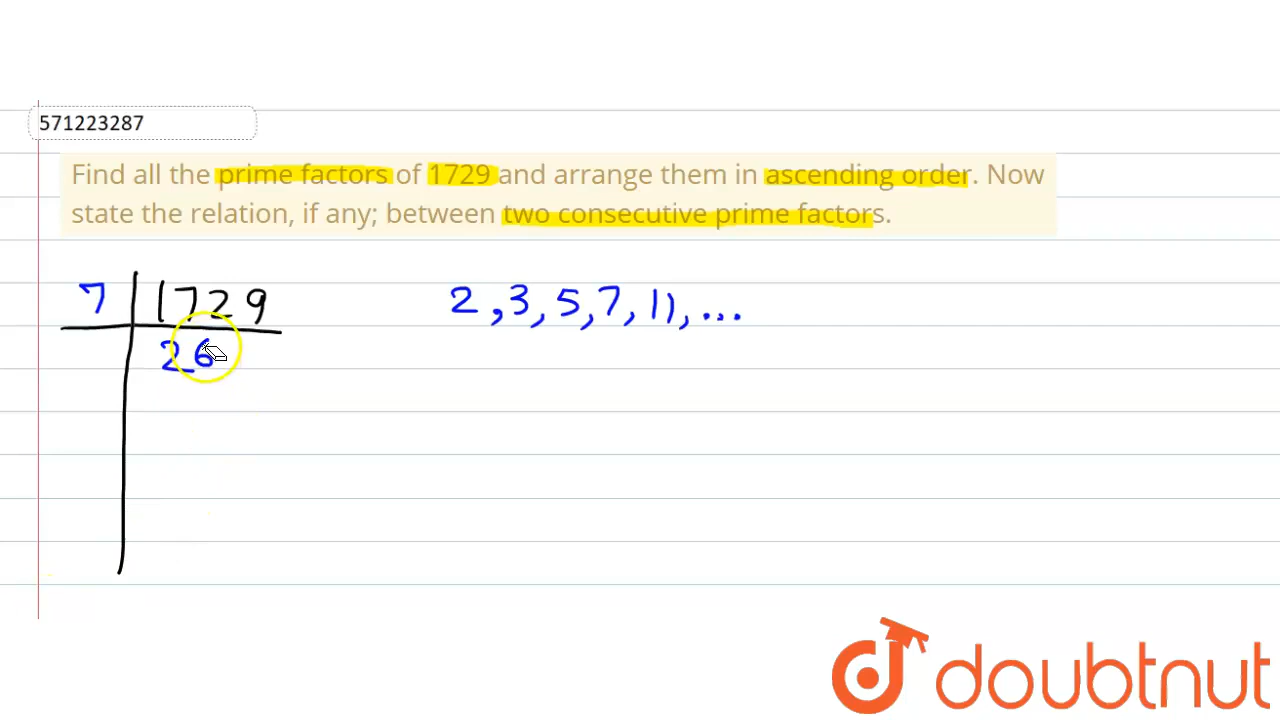 571223287
Find all the prime factors of 1729 and arrange them in ascending order. Now
state the relation, if any; between two consecutive prime factors.
7 1729 2,3,5,7,11,...
26
doubtnut